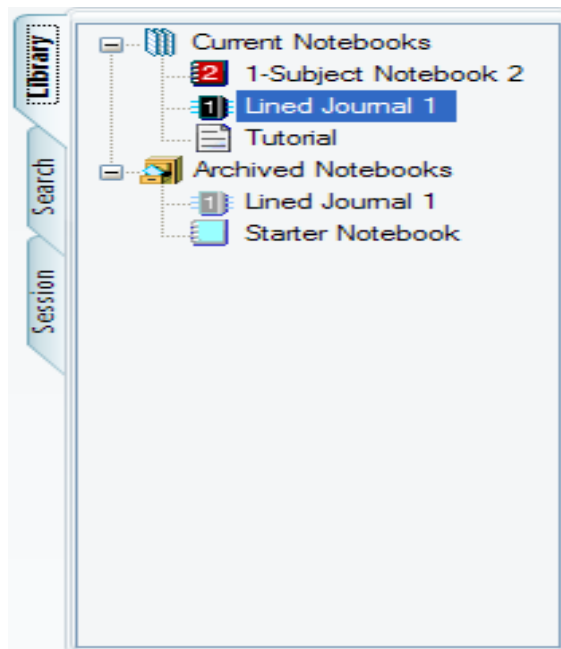 Library
Search
Session
Current Notebooks
2 1-Subject Notebook 2
1 Lined Journal 1
Tutorial
Archived Notebooks
1 Lined Journal 1
Starter Notebook